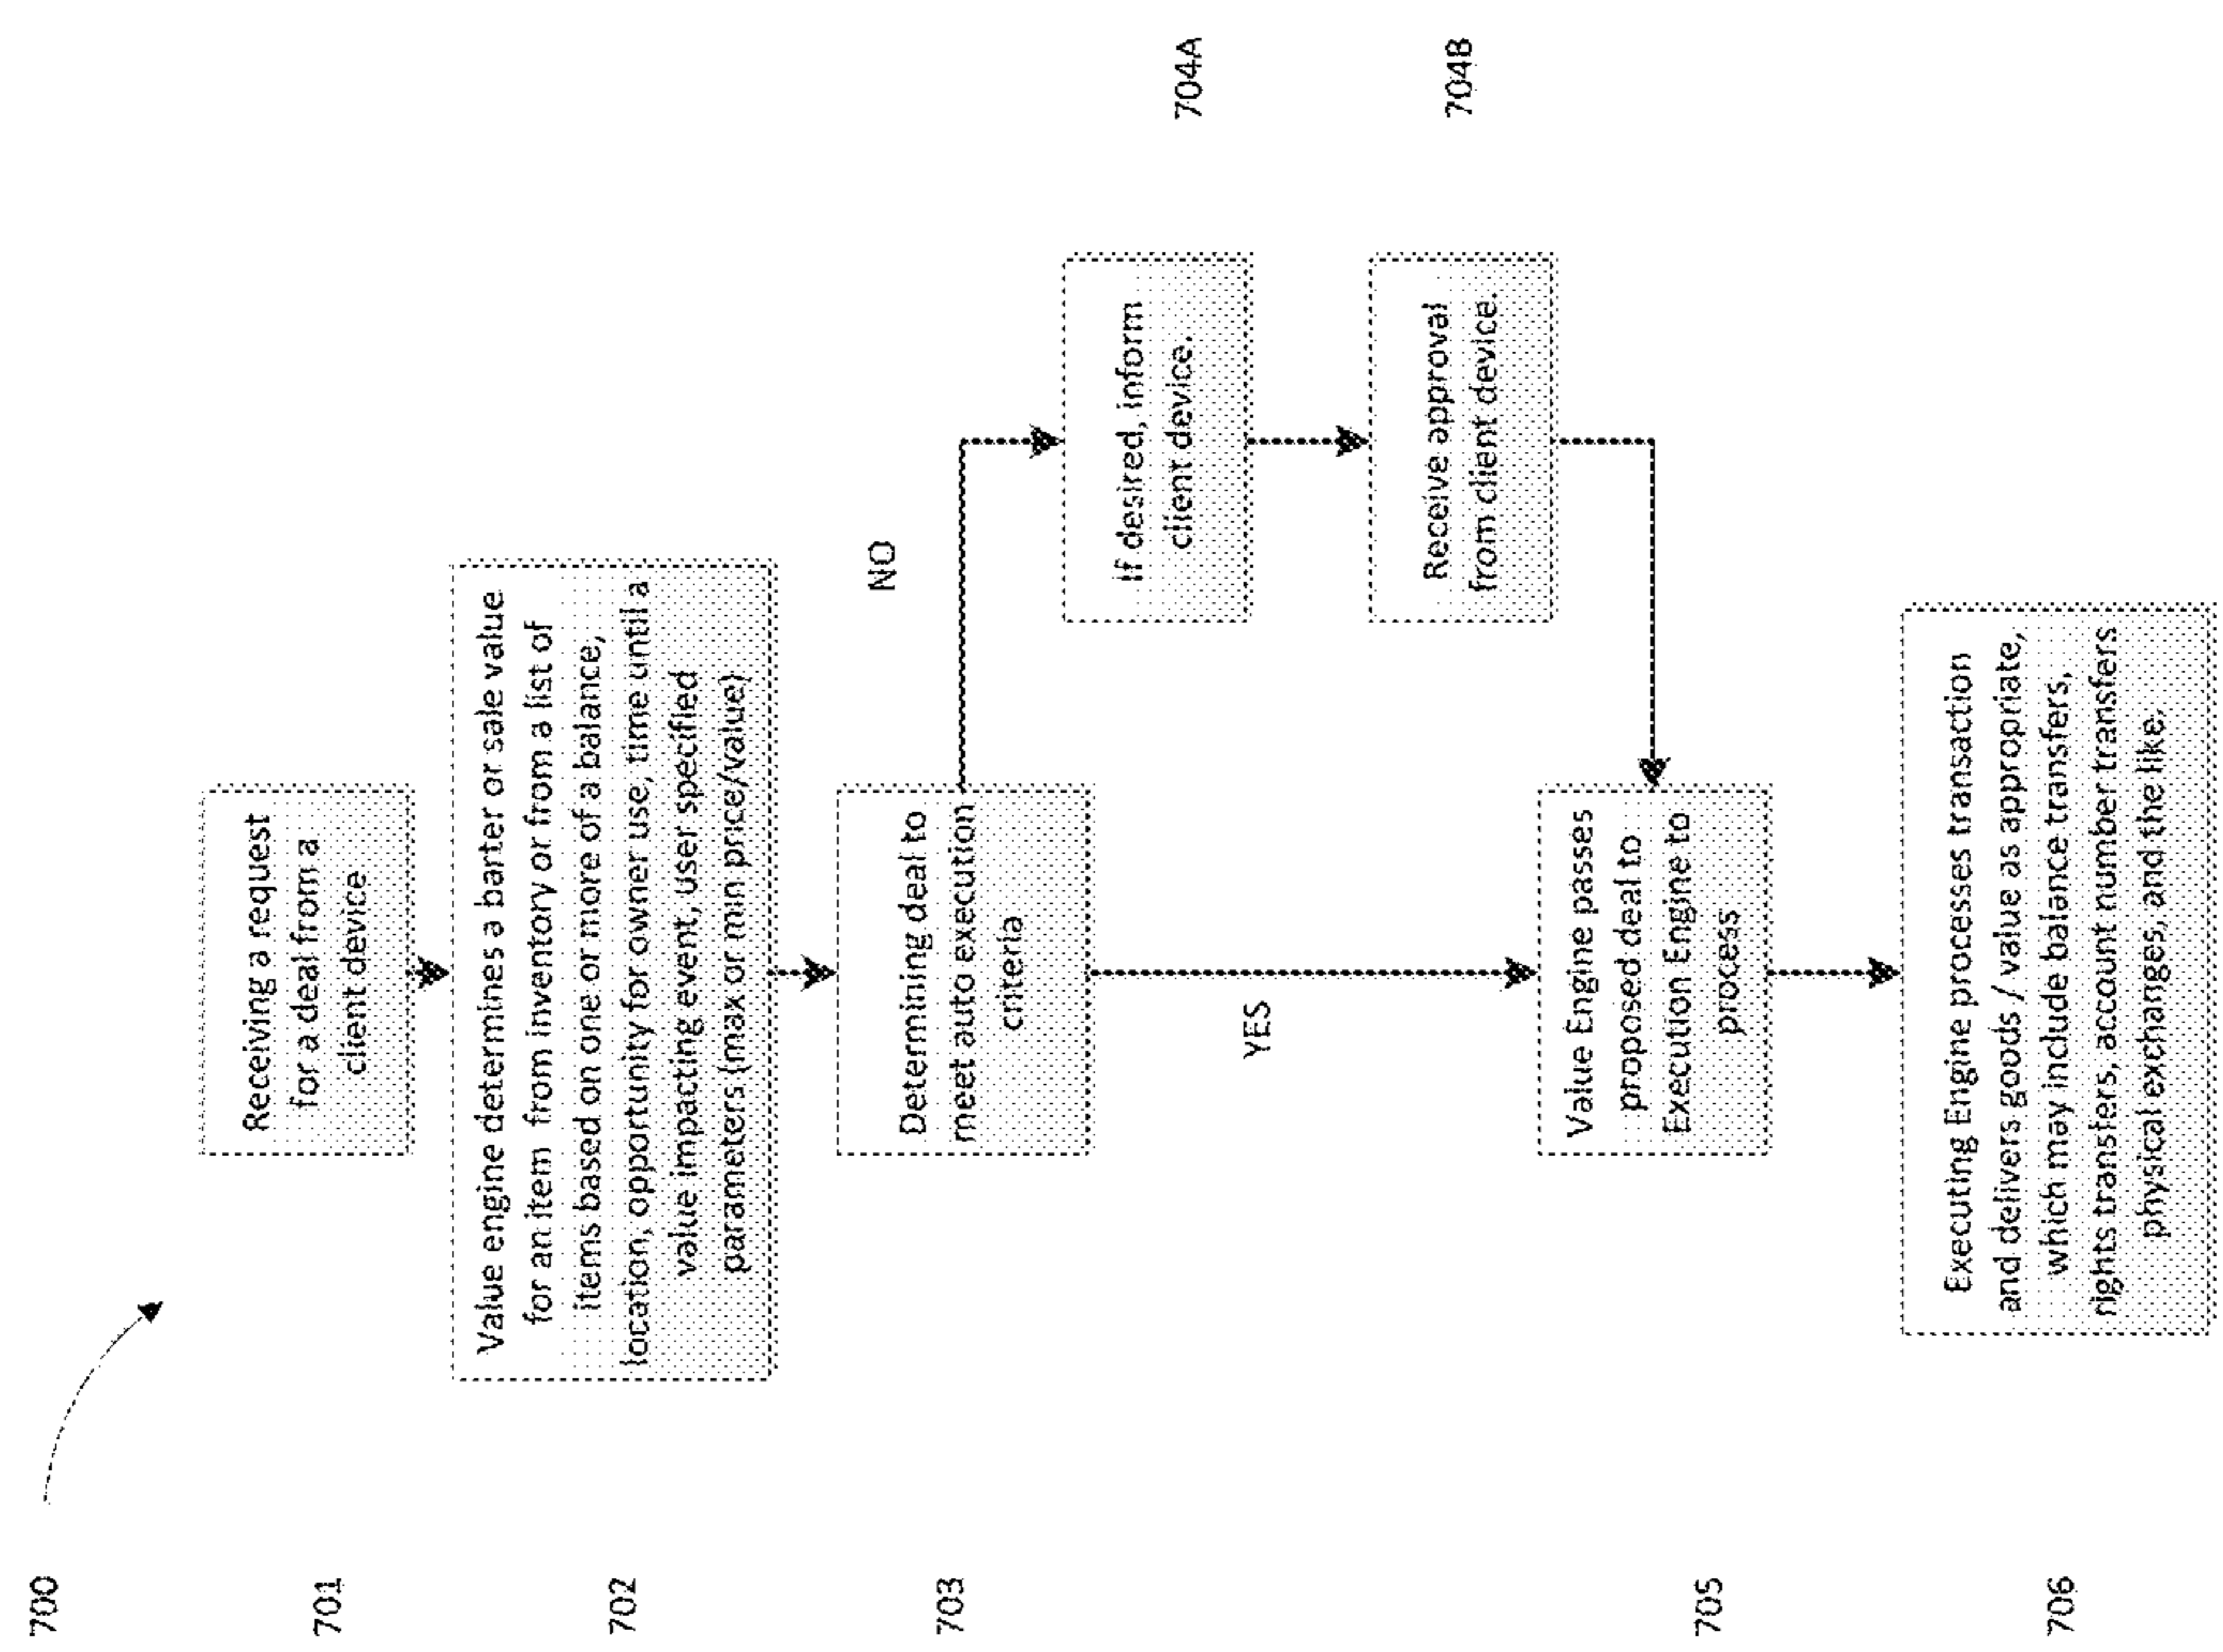 700
701
Receiving a request
for a deal from a
client device
702
Value engine determines a barter or sale value
for an item from inventory or from a list of
items based on one or more of a balance,
location, opportunity for owner use, time until a
value impacting event, user specified
parameters (max or min price/value)
703
Determining deal to
meet auto execution
criteria
NO
704A
If desired, inform
client device.
YES
704B
Receive approval
from client device.
705
Value Engine passes
proposed deal to
Execution Engine to
process
706
Executing Engine processes transaction
and delivers goods / value as appropriate,
which may include balance transfers,
rights transfers, account number transfers
physical exchanges, and the like.